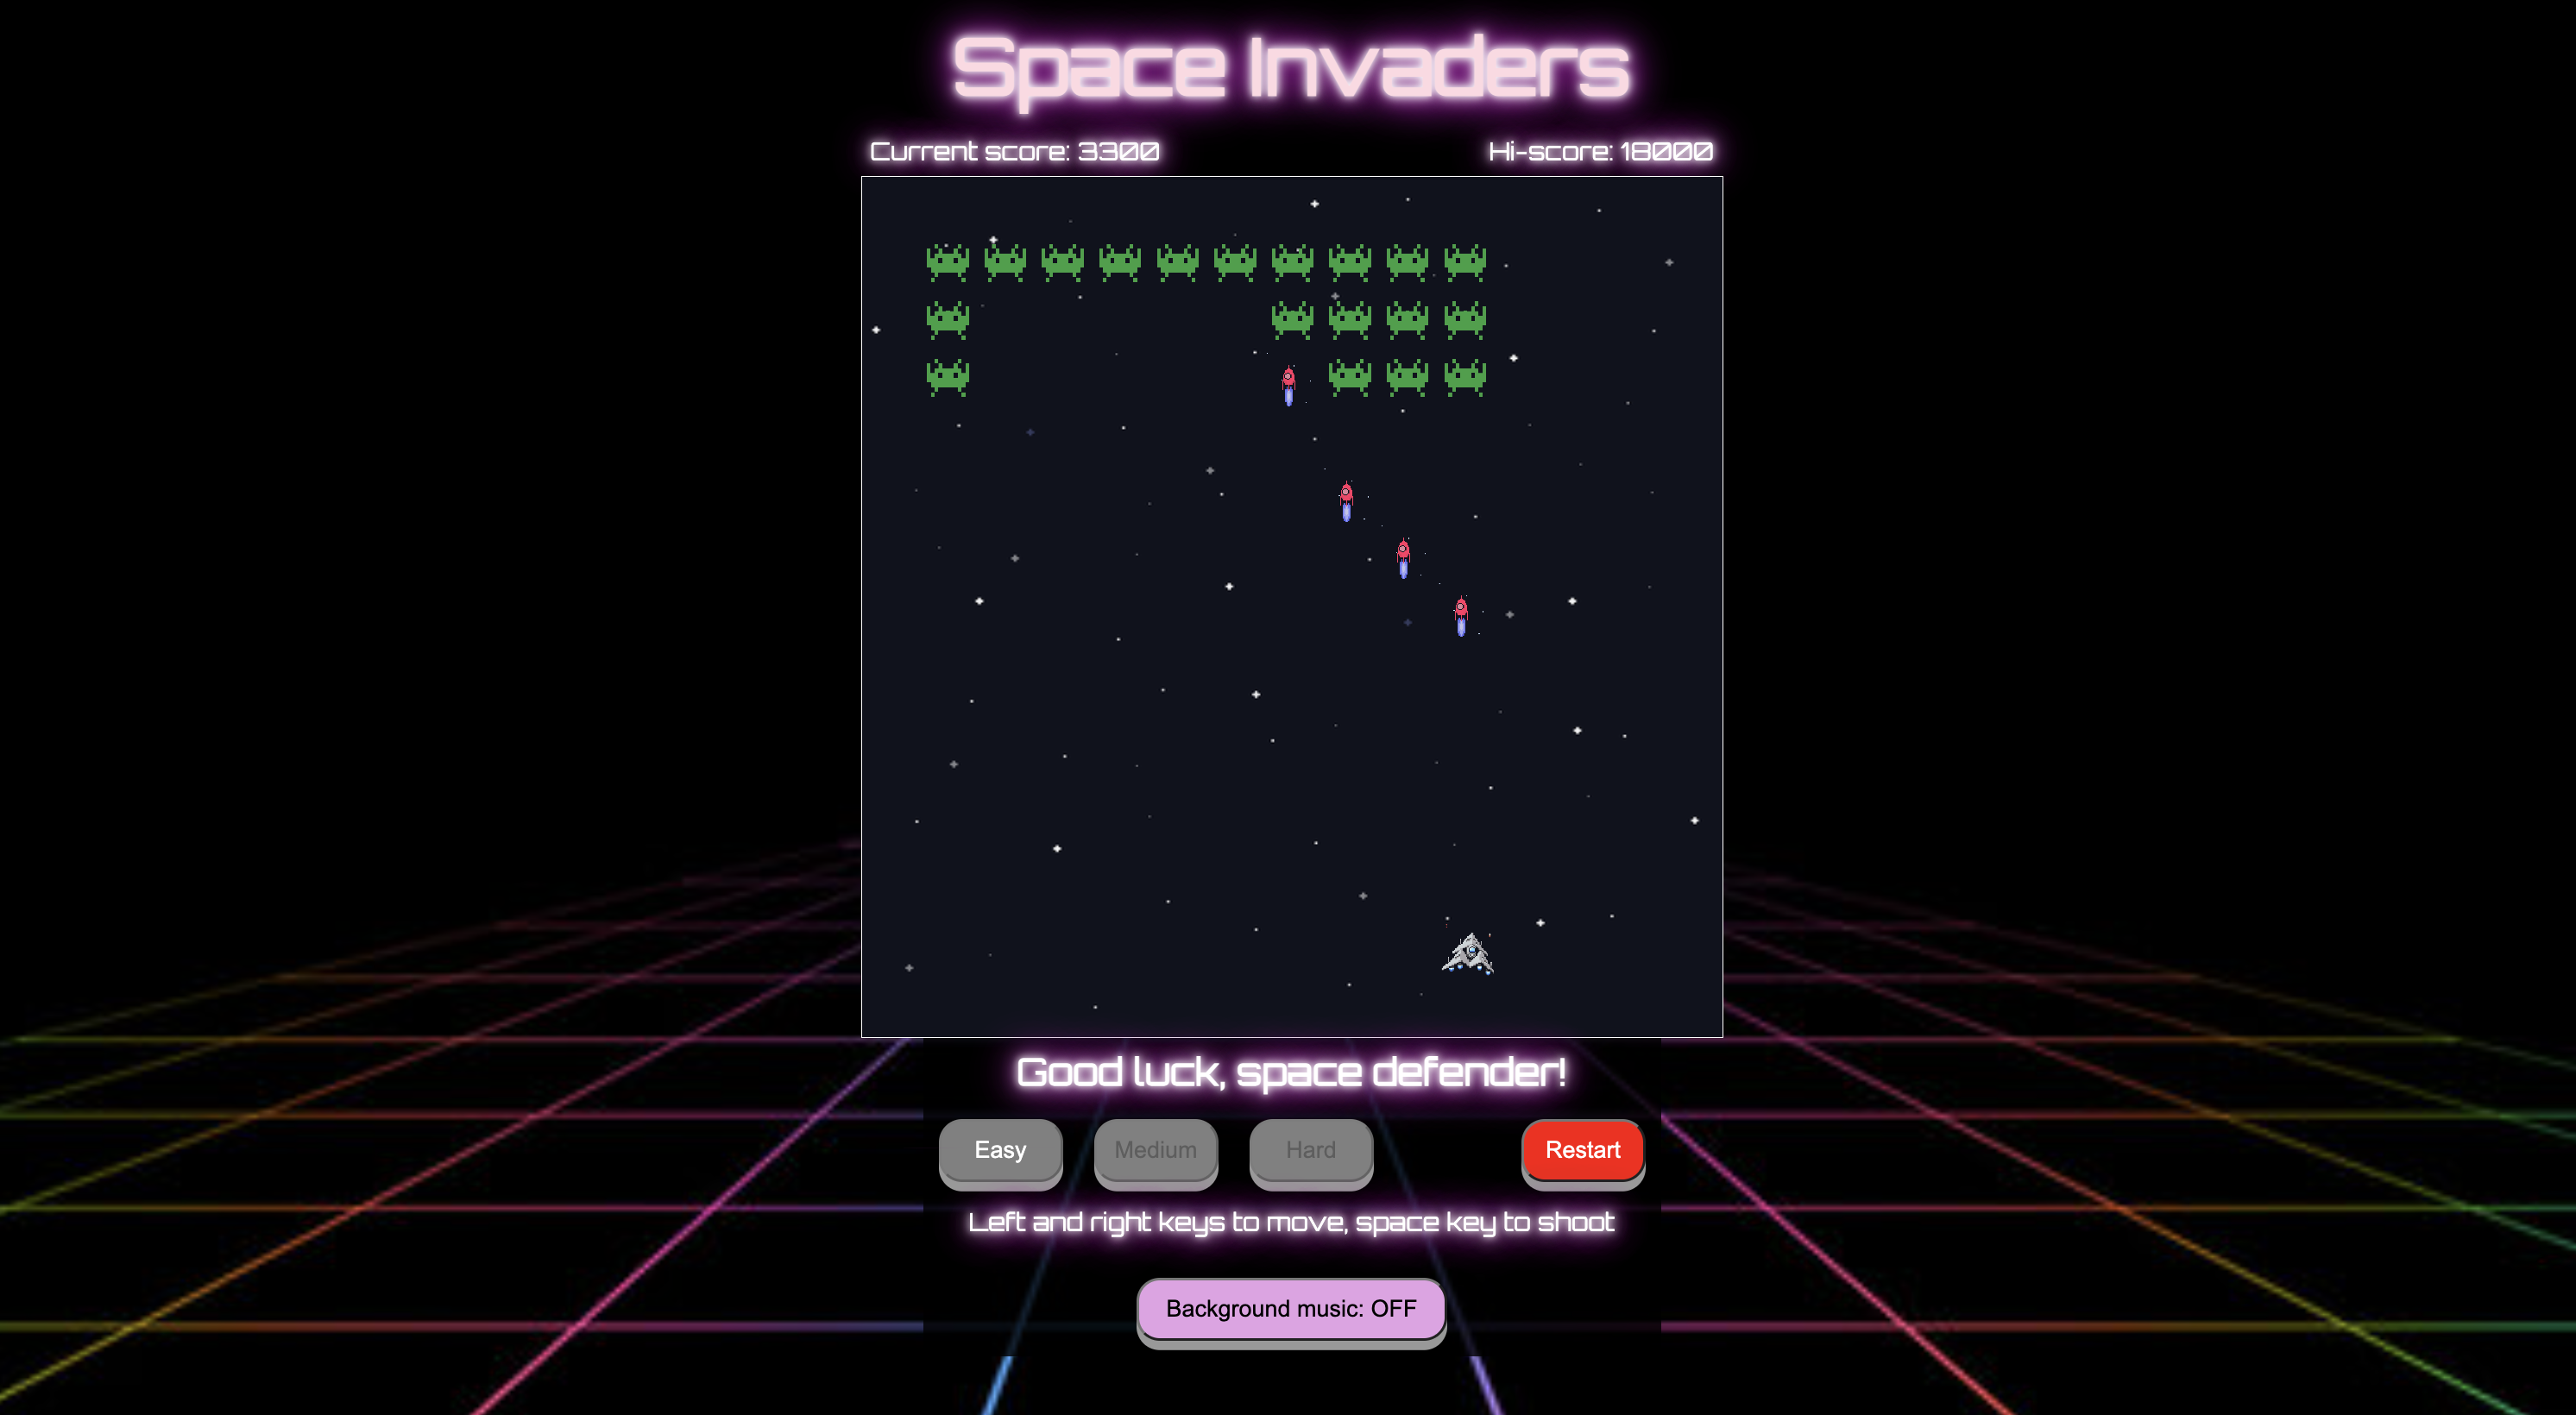 Space Invaders
Current score: 3300
Hi-score: 18000
Good luck, space defender!
Easy
Medium
Hard
Restart
Left and right keys to move, space key to shoot
Background music: OFF